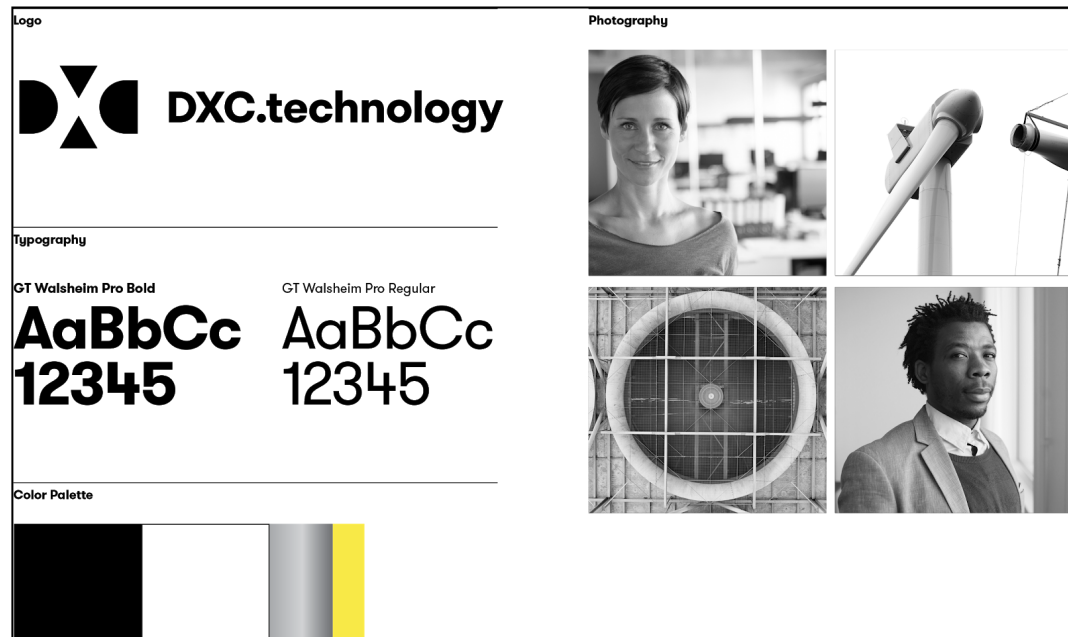 Logo
DXC
DXC.technology
Typography
GT Walsheim Pro Bold
AaBbCc
12345
GT Walsheim Pro Regular
AaBbCc
12345
Color Palette
Photography